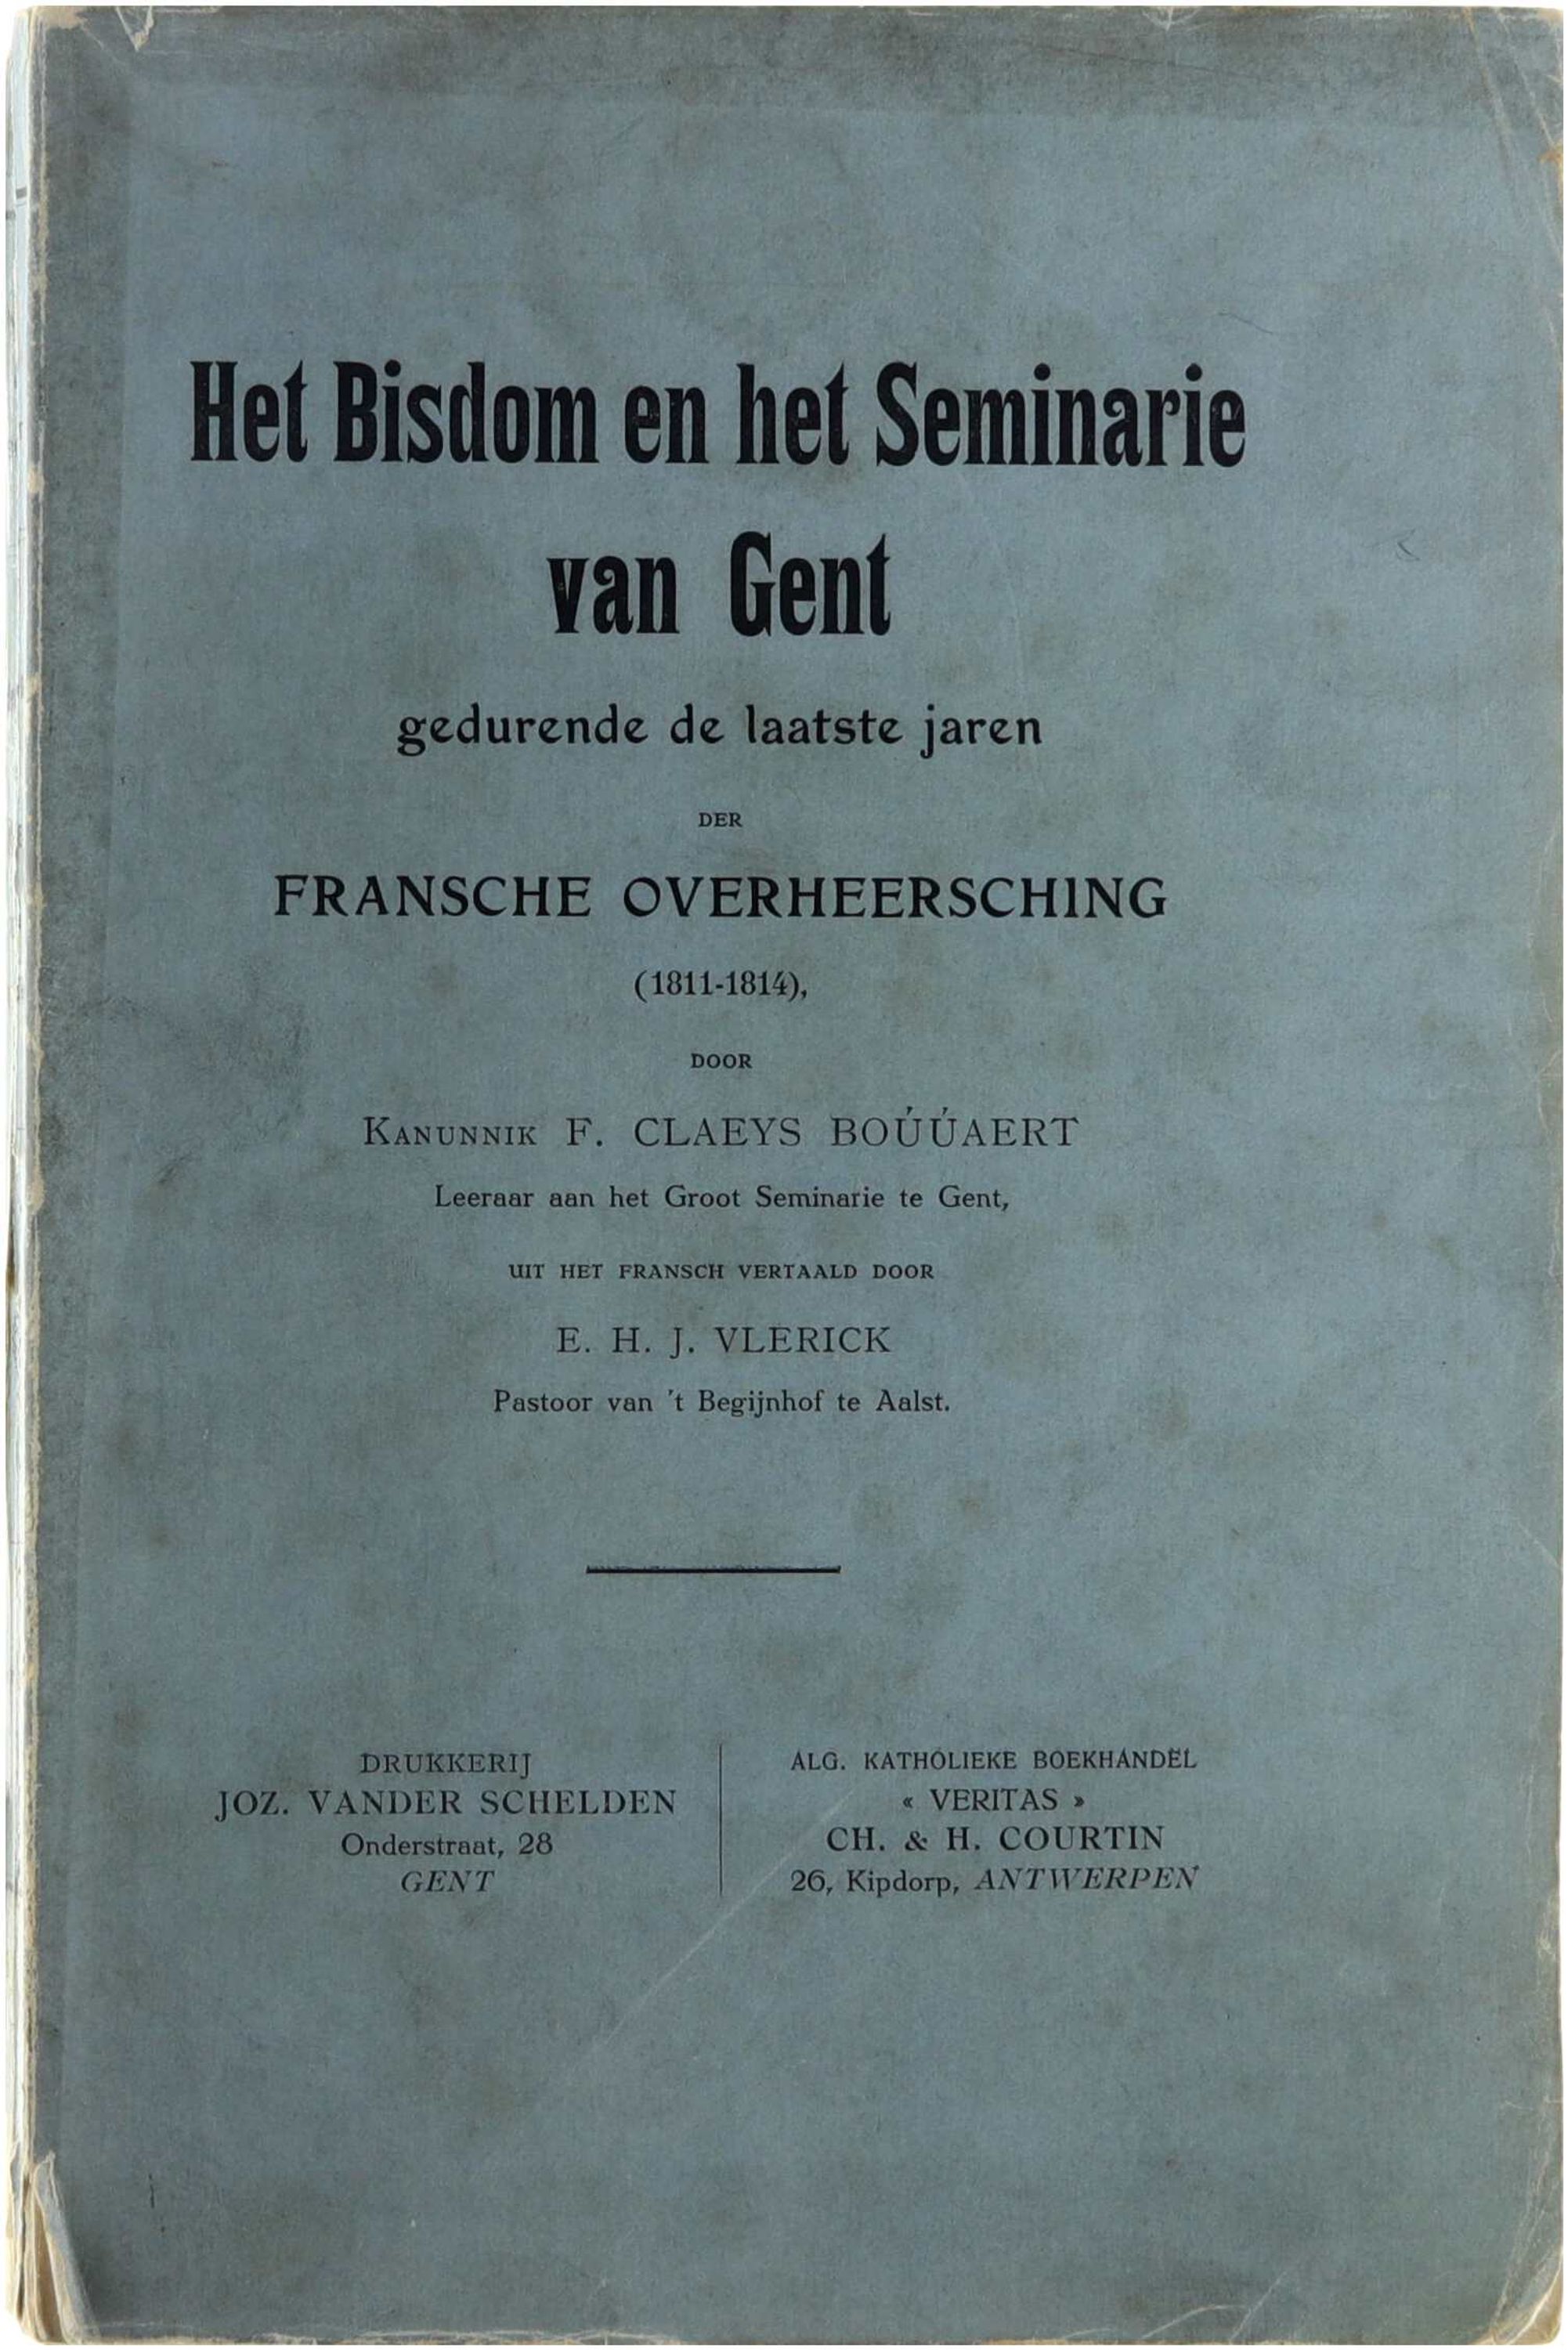 Het Bisdom en het Seminarie
van Gent
gedurende de laatste jaren
DER
FRANSCHE OVERHEERSCHING
(1811-1814),
DOOR
KANUNNIK F. CLAEYS BOÚÚAERT
Leeraar aan het Groot Seminarie te Gent,
UIT HET FRANSCH VERTAALD DOOR
E. H. J. VLERICK
Pastoor van 't Begijnhof te Aalst.
DRUKKERIJ
JOZ. VANDER SCHELDEN
Onderstraat, 28
GENT
ALG. KATHOLIEKE BOEKHANDEL
« VERITAS »
CH. & H. COURTIN
26, Kipdorp, ANTWERPEN